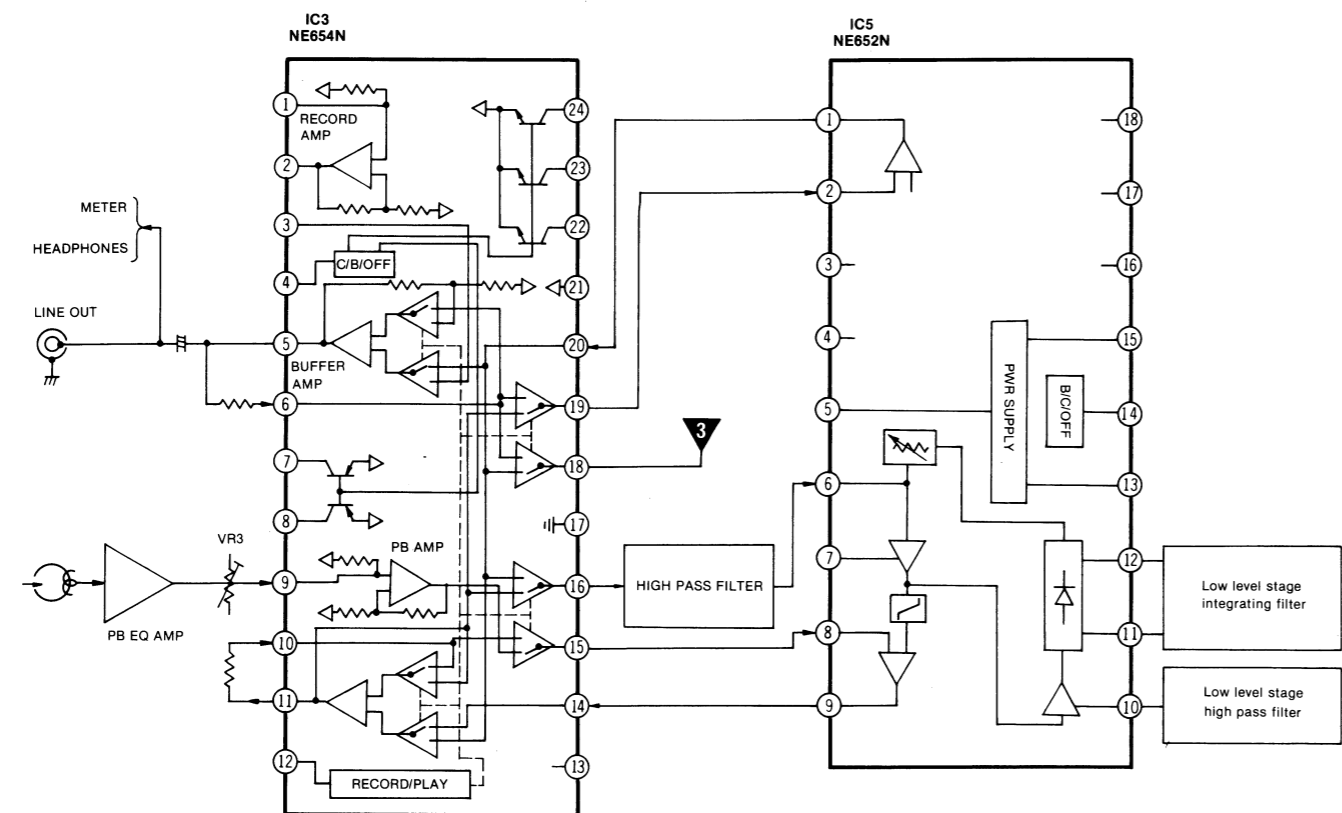 IC3
NE654N
IC5
NE652N
1
RECORD
AMP
2
3
4
C/B/OFF
5
BUFFER
AMP
6
7
8
9
PB AMP
10
11
12
RECORD/PLAY
24
23
22
21
20
19
18
17
16
15
14
13
METER
HEADPHONES
LINE OUT
VR3
PB EQ AMP
3
HIGH PASS FILTER
1
2
3
4
5
6
7
8
9
18
17
16
15
14
13
12
11
10
PWR SUPPLY
B/C/OFF
Low level stage
integrating filter
Low level stage
high pass filter